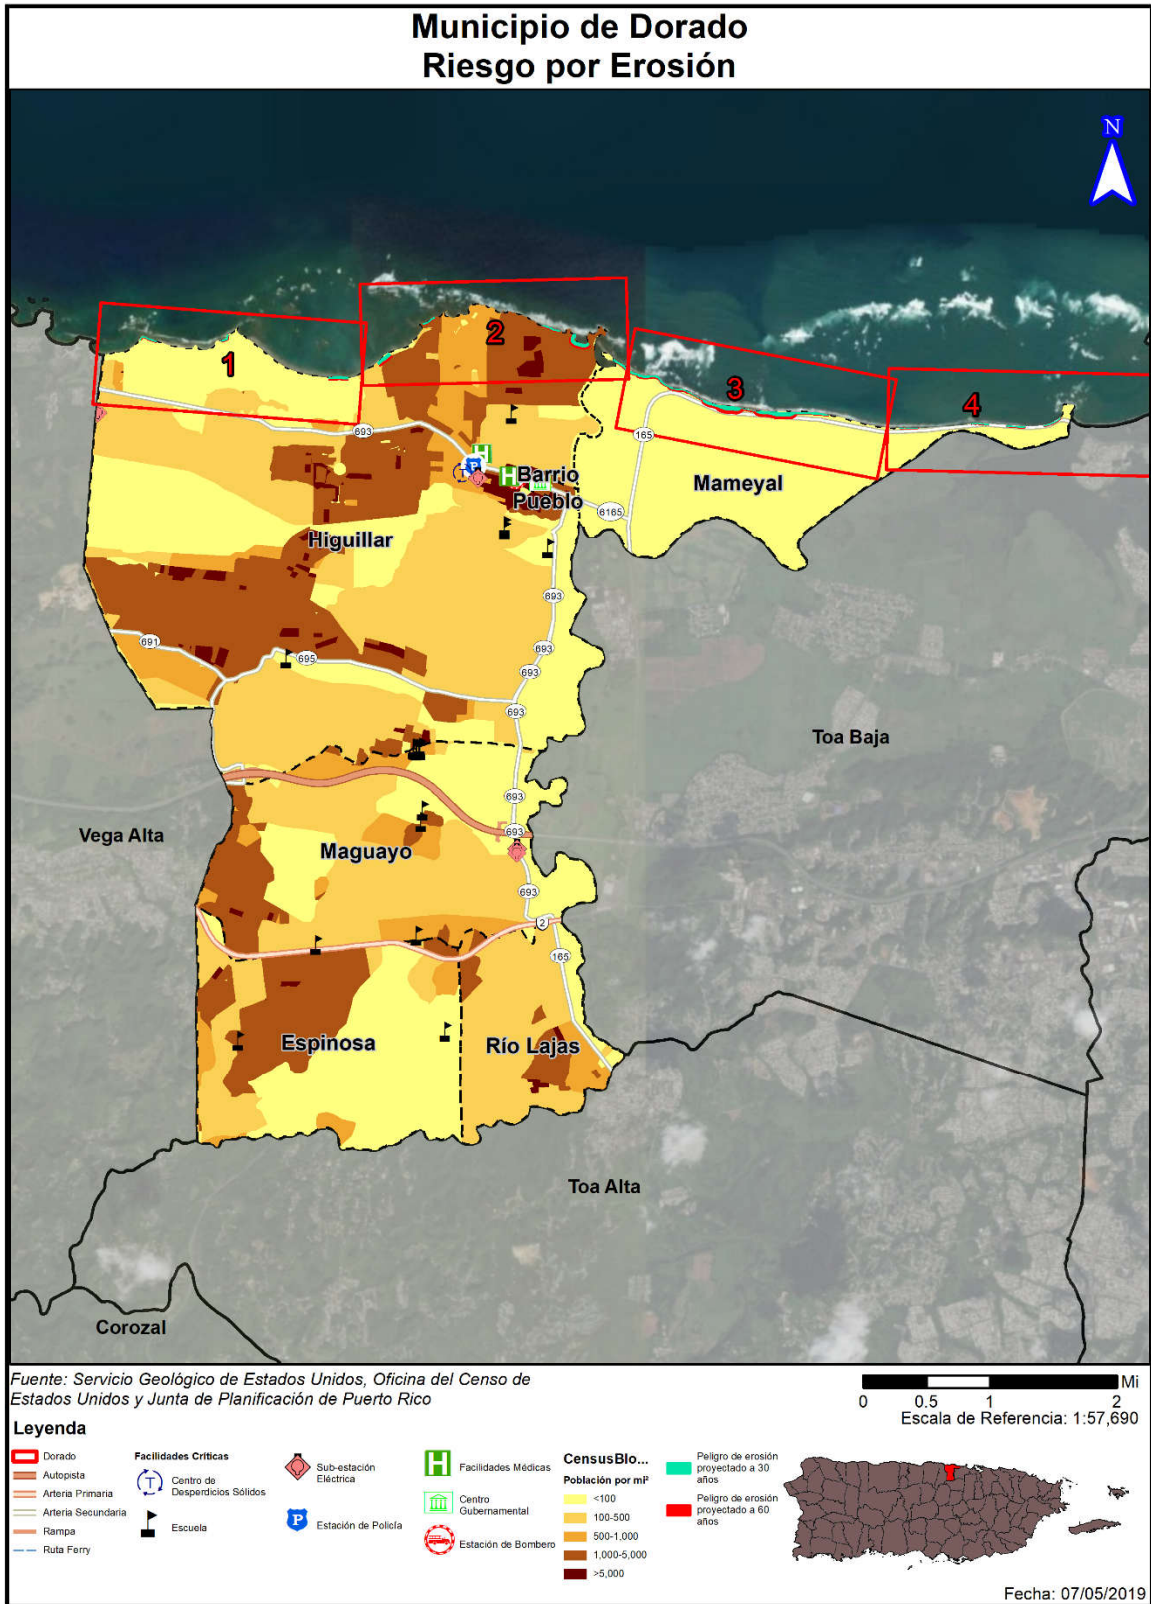 Municipio de Dorado
Riesgo por Erosión
N
1
2
3
4
693
165
6165
Barrio
Pueblo
Mameyal
Higuillar
693
691
695
693
693
693
Toa Baja
693
693
Vega Alta
Maguayo
693
2
165
Espinosa
Río Lajas
Toa Alta
Corozal
Fuente: Servicio Geológico de Estados Unidos, Oficina del Censo de
Estados Unidos y Junta de Planificación de Puerto Rico
Mi
0 0.5 1 2
Escala de Referencia: 1:57,690
Leyenda
Dorado
Autopista
Arteria Primaria
Arteria Secundaria
Rampa
Ruta Ferry
Facilidades Críticas
Centro de
Desperdicios Sólidos
Escuela
Sub-estación
Eléctrica
Estación de Policía
Facilidades Médicas
Centro
Gubernamental
Estación de Bombero
CensusBlo...
Población por mi²
<100
100-500
500-1,000
1,000-5,000
>5,000
Peligro de erosión
proyectado a 30
años
Peligro de erosión
proyectado a 60
años
Fecha: 07/05/2019